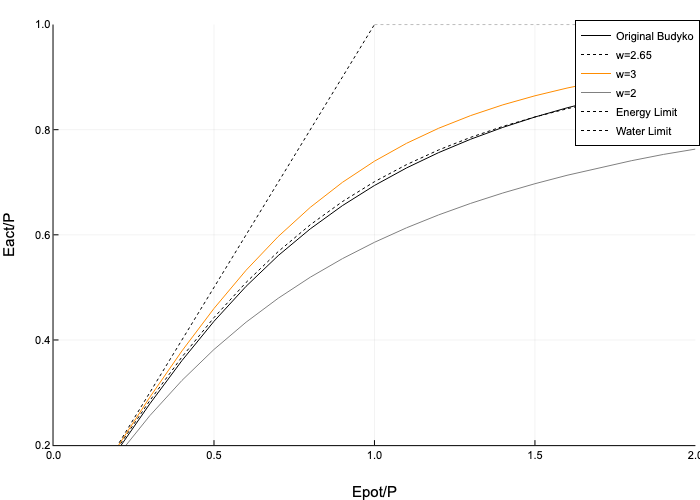 1.0
0.8
0.6
0.4
0.2
Eact/P
0.0
0.5
1.0
1.5
2.0
Epot/P
Original Budyko
w=2.65
w=3
w=2
Energy Limit
Water Limit